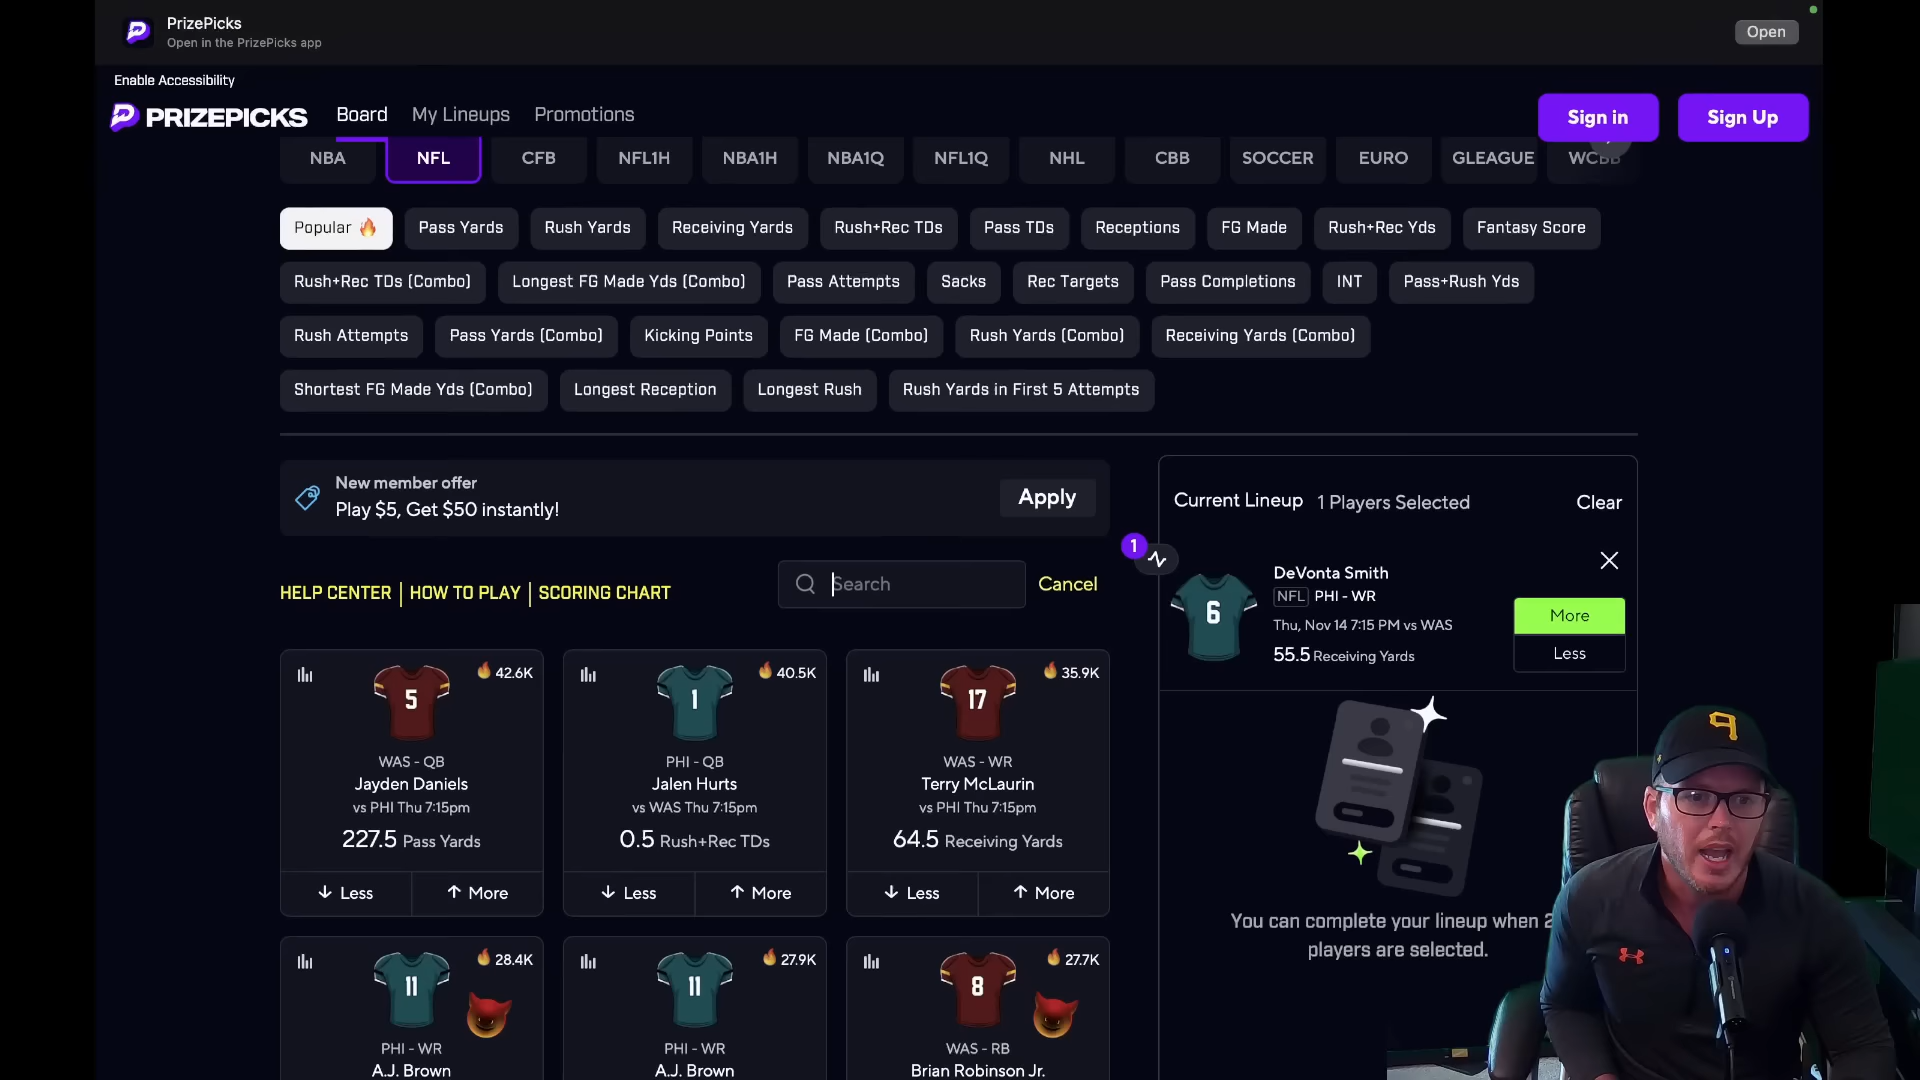 PrizePicks
Open in the PrizePicks app
Open
Enable Accessibility
PRIZEPICKS
Board
My Lineups
Promotions
Sign in
Sign Up
NBA
NFL
CFB
NFL1H
NBA1H
NBA1Q
NFL1Q
NHL
CBB
SOCCER
EURO
GLEAGUE
WCBB
Popular 🔥
Pass Yards
Rush Yards
Receiving Yards
Rush+Rec TDs
Pass TDs
Receptions
FG Made
Rush+Rec Yds
Fantasy Score
Rush+Rec TDs (Combo)
Longest FG Made Yds (Combo)
Pass Attempts
Sacks
Rec Targets
Pass Completions
INT
Pass+Rush Yds
Rush Attempts
Pass Yards (Combo)
Kicking Points
FG Made (Combo)
Rush Yards (Combo)
Receiving Yards (Combo)
Shortest FG Made Yds (Combo)
Longest Reception
Longest Rush
Rush Yards in First 5 Attempts
New member offer
Play $5, Get $50 instantly!
Apply
HELP CENTER
HOW TO PLAY
SCORING CHART
Search
Cancel
5
42.6K
WAS - QB
Jayden Daniels
vs PHI Thu 7:15pm
227.5 Pass Yards
↓ Less
↑ More
1
40.5K
PHI - QB
Jalen Hurts
vs WAS Thu 7:15pm
0.5 Rush+Rec TDs
↓ Less
↑ More
17
35.9K
WAS - WR
Terry McLaurin
vs PHI Thu 7:15pm
64.5 Receiving Yards
↓ Less
↑ More
11
28.4K
PHI - WR
A.J. Brown
11
27.9K
PHI - WR
A.J. Brown
8
27.7K
WAS - RB
Brian Robinson Jr.
Current Lineup
1 Players Selected
Clear
1
6
DeVonta Smith
NFL PHI - WR
Thu, Nov 14 7:15 PM vs WAS
55.5 Receiving Yards
More
Less
You can complete your lineup when 2
players are selected.
P